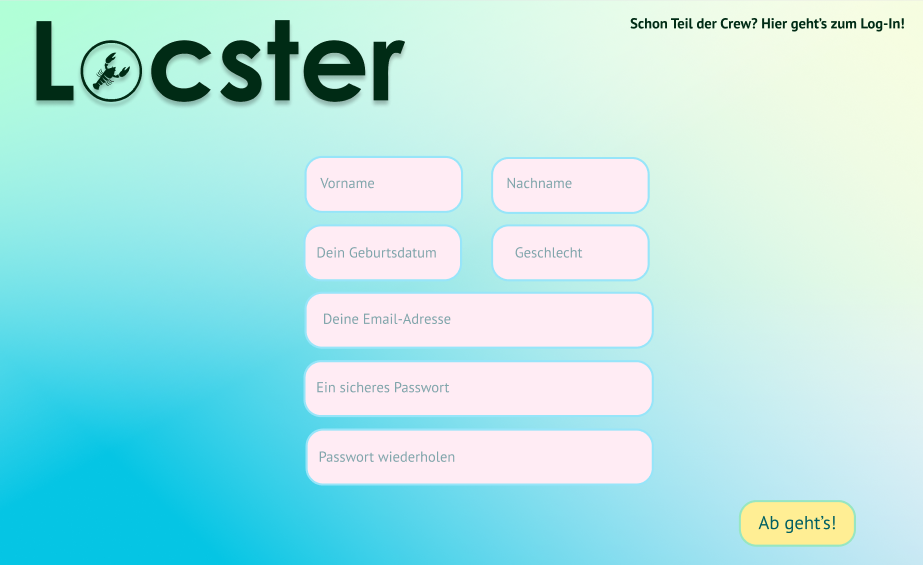 Locster
Schon Teil der Crew? Hier geht's zum Log-In!
Vorname
Nachname
Dein Geburtsdatum
Geschlecht
Deine Email-Adresse
Ein sicheres Passwort
Passwort wiederholen
Ab geht's!